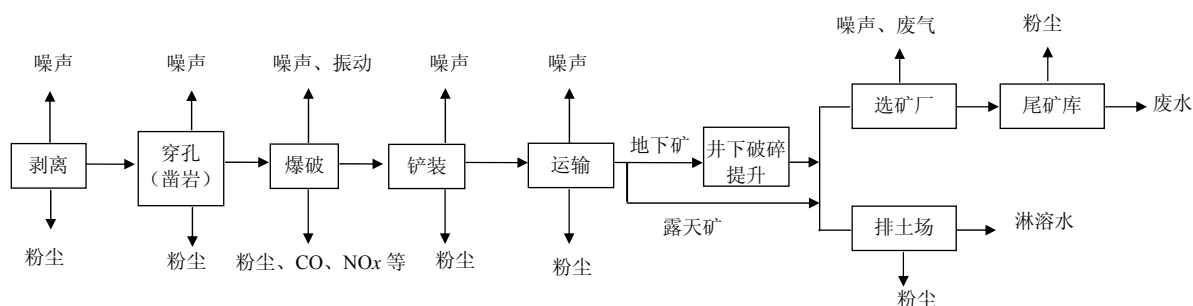 噪声、废气
粉尘
噪声
噪声
噪声、振动
噪声
噪声
选矿厂
尾矿库
废水
剥离
穿孔
（凿岩）
爆破
铲装
运输
地下矿
井下破碎
提升
露天矿
排土场
淋溶水
粉尘
粉尘
粉尘、CO、NOx 等
粉尘
粉尘
粉尘